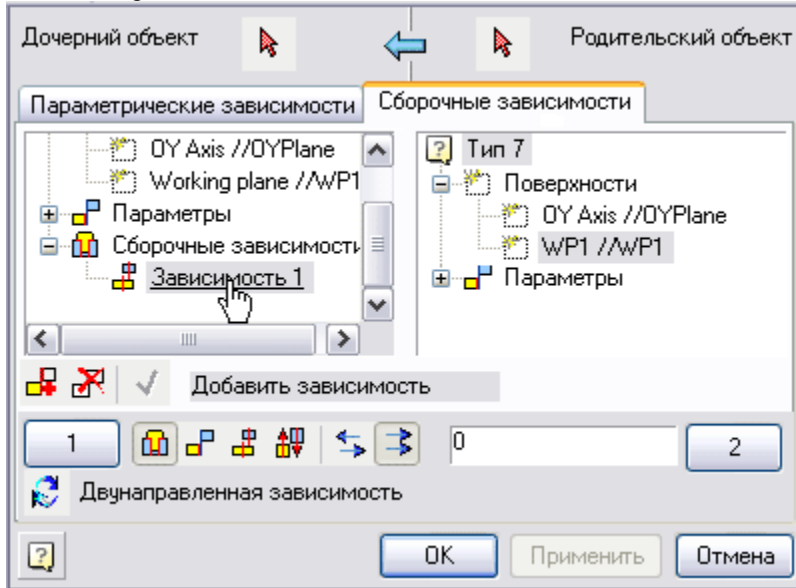 Дочерний объект
Родительский объект
Параметрические зависимости
Сборочные зависимости
OY Axis //OYPlane
Working plane //WP1
Параметры
Сборочные зависимости
Зависимость 1
Тип 7
Поверхности
OY Axis //OYPlane
WP1 //WP1
Параметры
Добавить зависимость
1
0
2
Двунаправленная зависимость
OK
Применить
Отмена